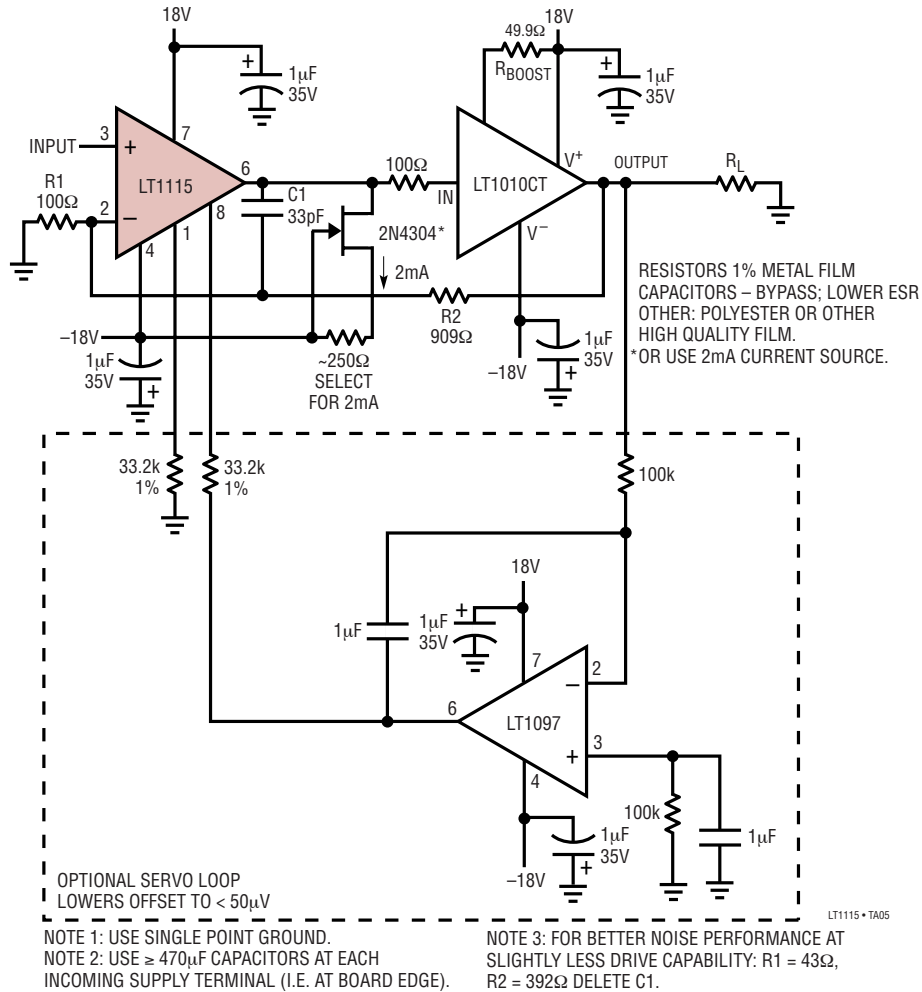 18V
1µF
35V
+
7
INPUT
3
+
LT1115
6
R1
100Ω
2
–
8
1
4
C1
33pF
2N4304*
2mA
100Ω
49.9Ω
RBOOST
18V
+
1µF
35V
IN
LT1010CT
V+
V–
OUTPUT
RL
R2
909Ω
–18V
1µF
35V
+
~250Ω
SELECT
FOR 2mA
–18V
1µF
35V
+
RESISTORS 1% METAL FILM
CAPACITORS – BYPASS; LOWER ESR
OTHER: POLYESTER OR OTHER
HIGH QUALITY FILM.
*OR USE 2mA CURRENT SOURCE.
33.2k
1%
33.2k
1%
100k
18V
1µF
1µF
35V
+
7
2
–
6
LT1097
3
+
4
100k
1µF
1µF
35V
+
–18V
OPTIONAL SERVO LOOP
LOWERS OFFSET TO < 50µV
LT1115 • TA05
NOTE 1: USE SINGLE POINT GROUND.
NOTE 2: USE ≥ 470µF CAPACITORS AT EACH
INCOMING SUPPLY TERMINAL (I.E. AT BOARD EDGE).
NOTE 3: FOR BETTER NOISE PERFORMANCE AT
SLIGHTLY LESS DRIVE CAPABILITY: R1 = 43Ω,
R2 = 392Ω DELETE C1.